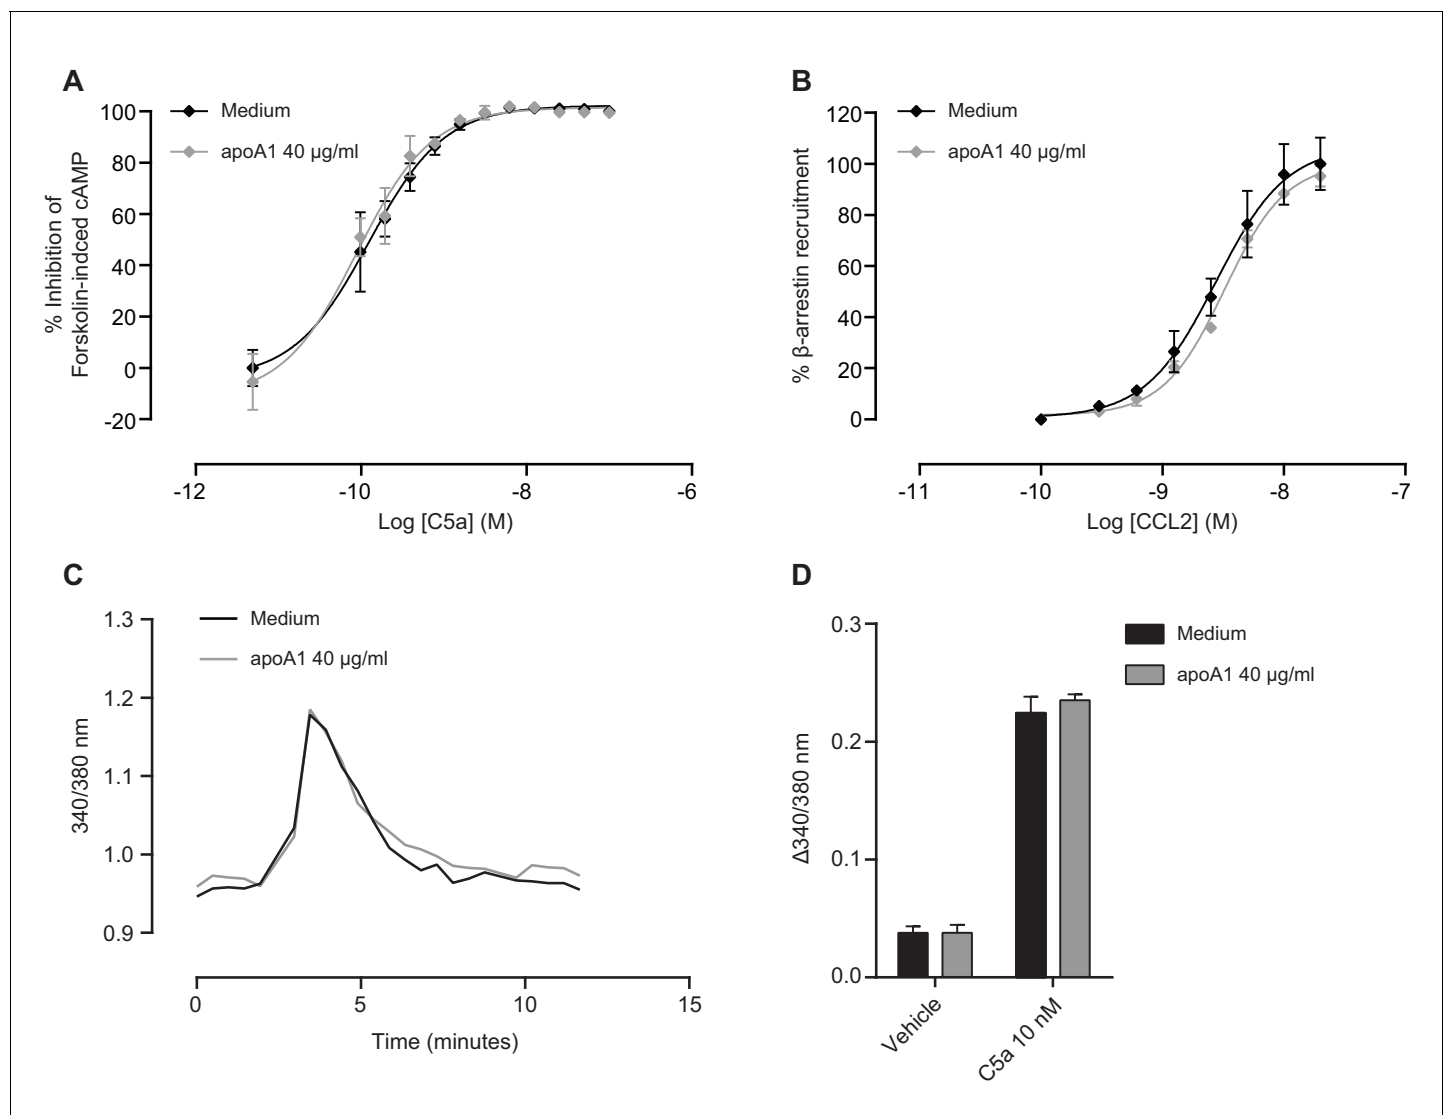 A
% Inhibition of
Forskolin-indced cAMP
100
80
60
40
20
0
-20
Medium
apoA1 40 µg/ml
-12
-10
-8
-6
Log [C5a] (M)
B
% β-arrestin recruitment
120
100
80
60
40
20
0
Medium
apoA1 40 µg/ml
-11
-10
-9
-8
-7
Log [CCL2] (M)
C
340/380 nm
1.3
1.2
1.1
1.0
0.9
Medium
apoA1 40 µg/ml
0
5
10
15
Time (minutes)
D
Δ340/380 nm
0.3
0.2
0.1
0.0
Medium
apoA1 40 µg/ml
Vehicle
C5a 10 nM